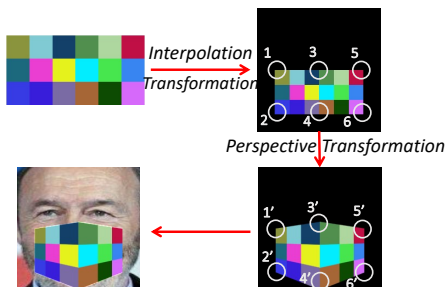 Interpolation
Transformation
1 3 5
2 4 6
Perspective Transformation
1’ 3’ 5’
2’ 4’ 6’